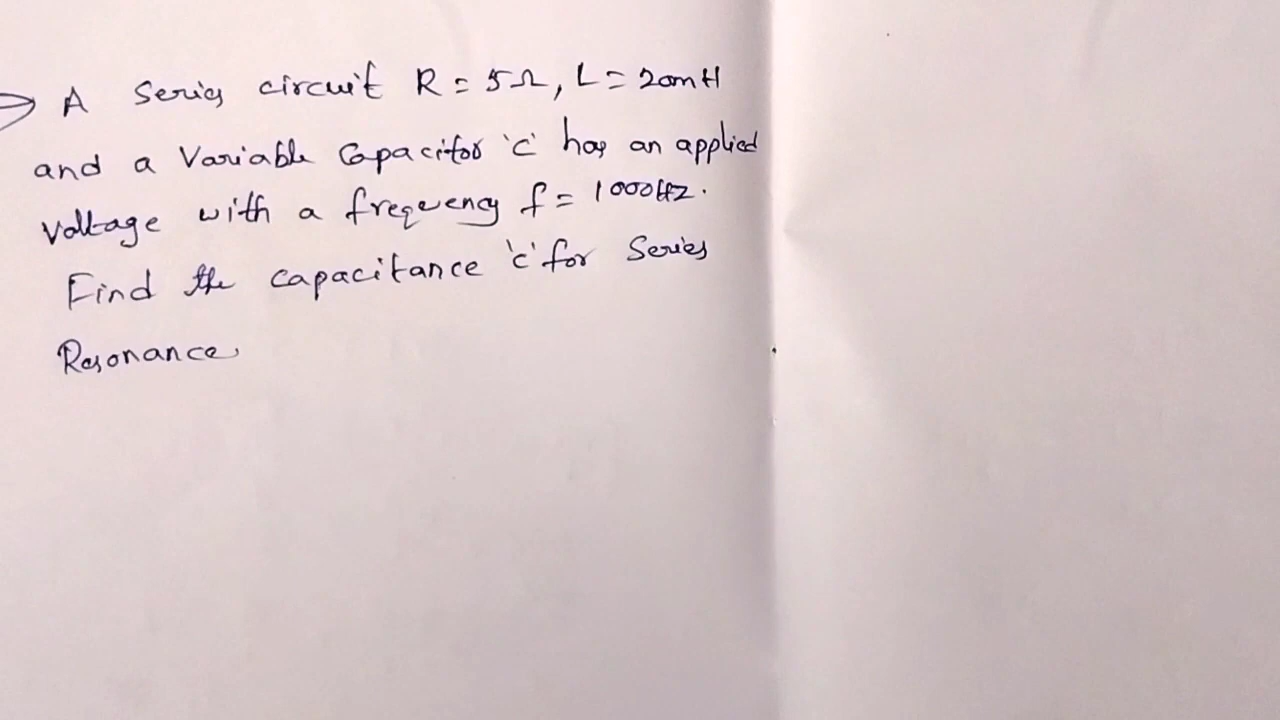 ⇒ A Series circuit R = 5Ω, L = 20mH
and a Variable Capacitor 'C' has an applied
Voltage with a frequency f = 1000HZ.
Find the capacitance 'c' for Series
Resonance